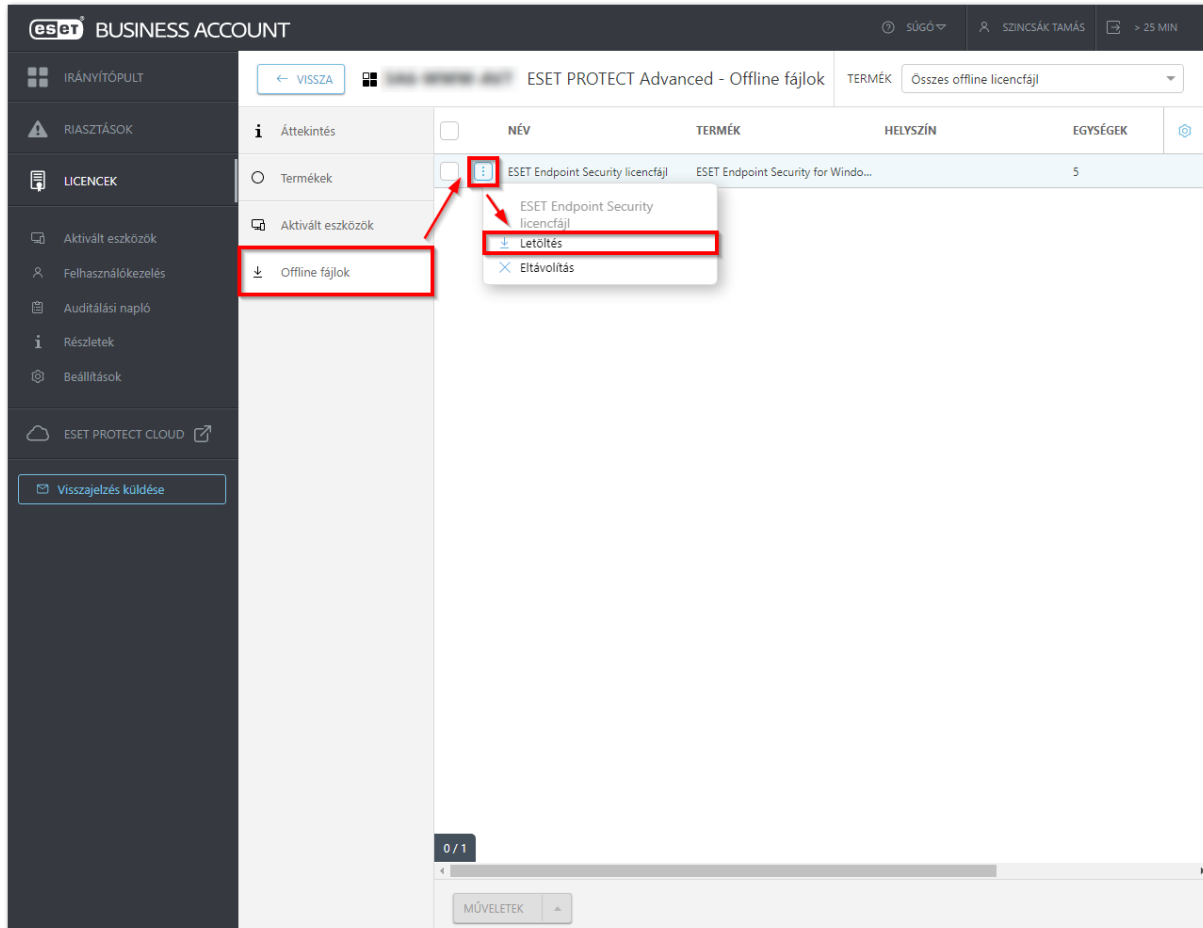 eset BUSINESS ACCOUNT
SÚGÓ
SZINCSÁK TAMÁS
> 25 MIN
IRÁNYÍTÓPULT
RIASZTÁSOK
LICENCEK
Aktivált eszközök
Felhasználókezelés
Auditálási napló
Részletek
Beállítások
ESET PROTECT CLOUD
Visszajelzés küldése
VISSZA
ESET PROTECT Advanced - Offline fájlok
TERMÉK
Összes offline licencfájl
Áttekintés
Termékek
Aktivált eszközök
Offline fájlok
NÉV TERMÉK HELYSZÍN EGYSÉGEK
ESET Endpoint Security licencfájl ESET Endpoint Security for Windo... 5
ESET Endpoint Security
licencfájl
Letöltés
Eltávolítás
0 / 1
MŰVELETEK